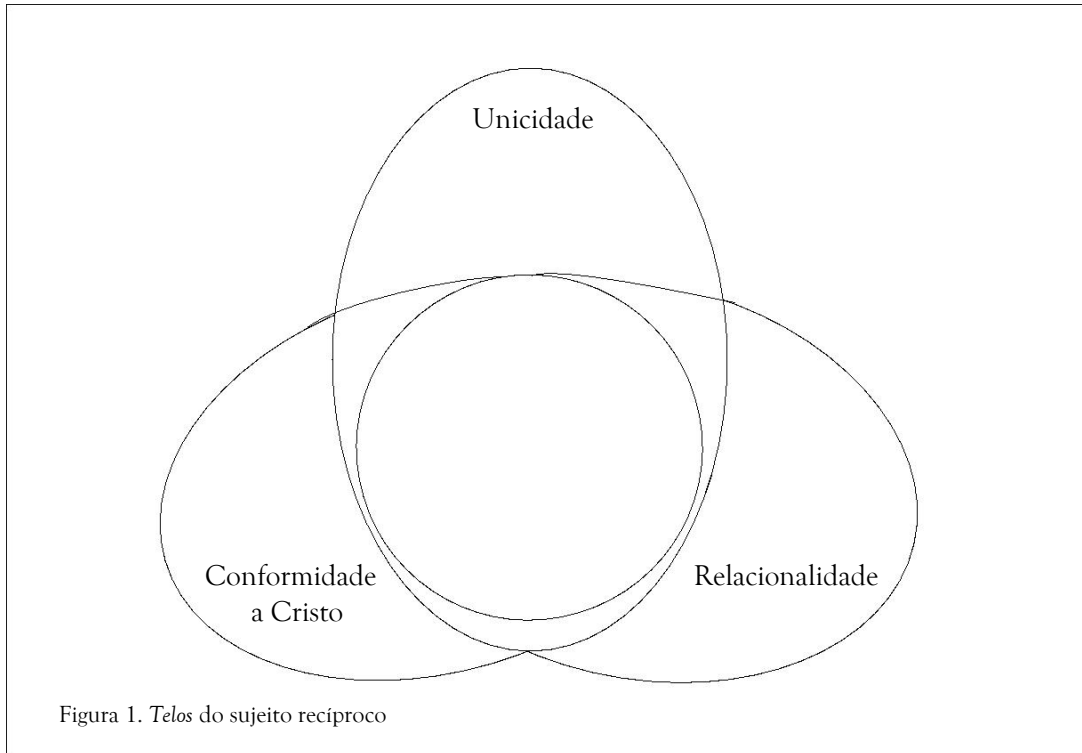 Unicidade
Conformidade
a Cristo
Relacionalidade
Figura 1. Telos do sujeito recíproco